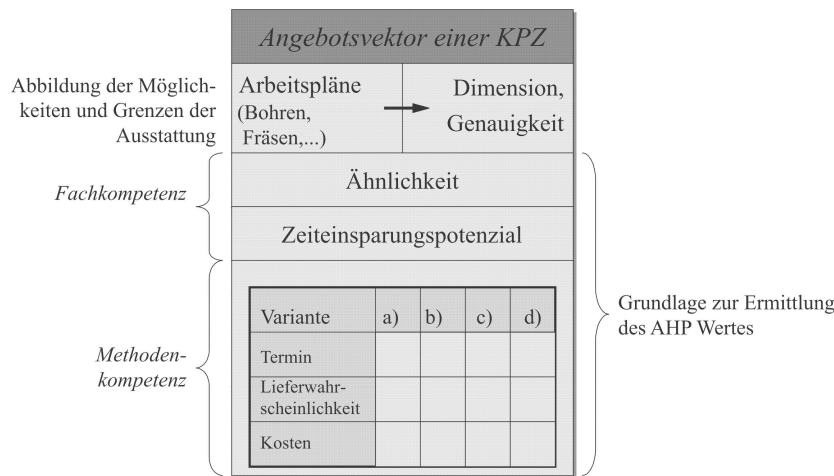 Angebotsvektor einer KPZ
Abbildung der Möglich-
keiten und Grenzen der
Ausstattung
Arbeitspläne
(Bohren,
Fräsen,...)
Dimension,
Genauigkeit
Fachkompetenz
Ähnlichkeit
Zeiteinsparungspotenzial
Methoden-
kompetenz
Variante a) b) c) d)
Termin
Lieferwahr-
scheinlichkeit
Kosten
Grundlage zur Ermittlung
des AHP Wertes